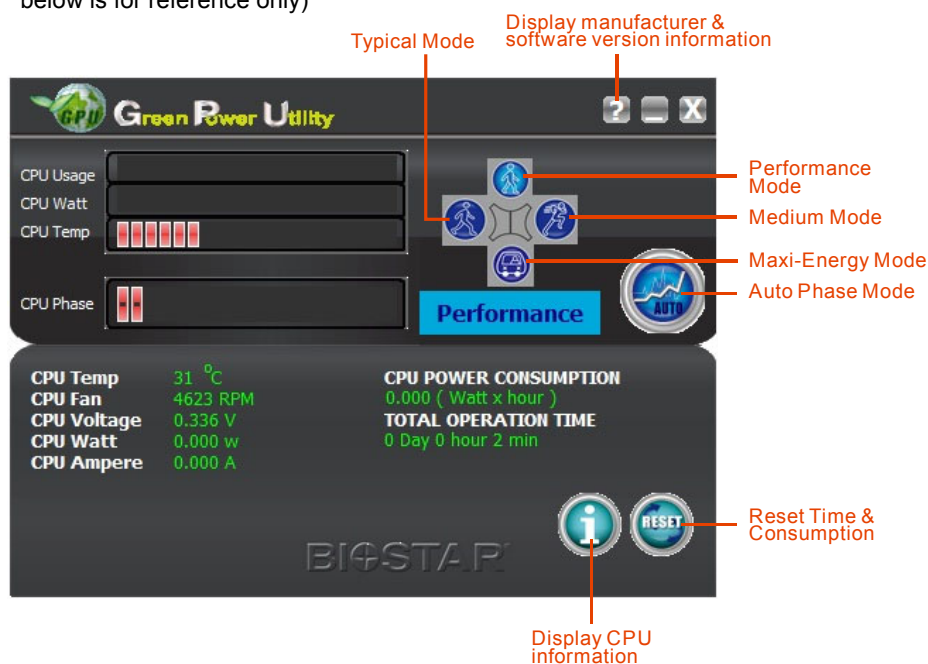 below is for reference only)
Display manufacturer &
software version information
Typical Mode
GPU
Green Power Utility
?
X
CPU Usage
CPU Watt
CPU Temp
CPU Phase
Performance
Mode
Medium Mode
Maxi-Energy Mode
Auto Phase Mode
AUTO
Performance
CPU Temp 31 °C
CPU Fan 4623 RPM
CPU Voltage 0.336 V
CPU Watt 0.000 w
CPU Ampere 0.000 A
CPU POWER CONSUMPTION
0.000 ( Watt x hour )
TOTAL OPERATION TIME
0 Day 0 hour 2 min
i
RESET
Reset Time &
Consumption
BIOSTAR
Display CPU
information